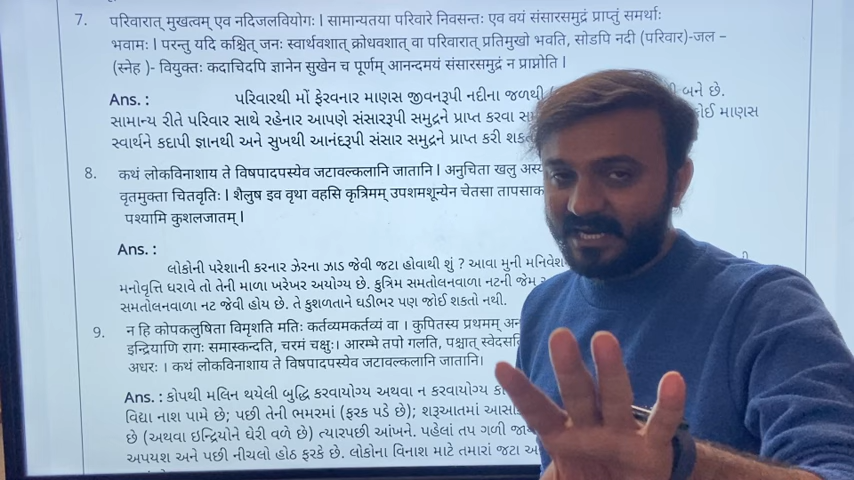 7. परिवारात् मुखत्वम् एव नदिजलवियोगः । सामान्यतया परिवारे निवसन्तः एव वयं संसारसमुद्रं प्राप्तुं समर्थाः
भवामः । परन्तु यदि कश्चित् जनः स्वार्थवशात् क्रोधवशात् वा परिवारात् प्रतिमुखो भवति, सोडपि नदी (परिवार)-जल –
(स्नेह )- वियुक्तः कदाचिदपि ज्ञानेन सुखेन च पूर्णम् आनन्दमयं संसारसमुद्रं न प्राप्नोति ।
Ans. : પરિવારથી મોં ફેરવનાર માણસ જીવનરૂપી નદીના જળથી બને છે.
સામાન્ય રીતે પરિવાર સાથે રહેનાર આપણે સંસારરૂપી સમુદ્રને પ્રાપ્ત કરવા કોઈ માણસ
સ્વાર્થને કદાપી જ્ઞાનથી અને સુખથી આનંદરૂપી સંસાર સમુદ્રને પ્રાપ્ત કરી
8. कथं लोकविनाशाय ते विषपादपस्येव जटावल्कलानि जातानि । अनुचिता खलु
वृतमुक्ता चितवृतिः । शैलुष इव वृथा वहसि कृत्रिमम् उपशमशून्येन चेतसा
पश्यामि कुशलजातम् ।
Ans. :
લોકોની પરેશાની કરનાર ઝેરના ઝાડ જેવી જટા હોવાથી શું ? આવા મુની
મનોવૃત્તિ ધરાવે તો તેની માળા ખરેખર અયોગ્ય છે. કુત્રિમ સમતોલનવાળા નટની જેમ
સમતોલનવાળા નટ જેવી હોય છે. તે કુશળતાને ઘડીભર પણ જોઈ શકતો નથી.
9. न हि कोपकलुषिता विमृशति मतिः कर्तव्यमकर्तव्यं वा । कुपितस्य प्रथमम्
इन्द्रियाणि रागः समास्कन्दति, चरमं चक्षुः। आरम्भे तपो गलति, पश्चात्
अधरः । कथं लोकविनाशाय ते विषपादपस्येव जटावल्कलानि जातानि।
Ans. : કોપથી મલિન થયેલી બુદ્ધિ કરવાયોગ્ય અથવા ન કરવાયોગ્ય
વિદ્યા નાશ પામે છે; પછી તેની ભમરમાં (ફરક પડે છે); શરૂઆતમાં
છે (અથવા ઇન્દ્રિયોને ઘેરી વળે છે) ત્યારપછી આંખને. પહેલાં તપ ગળી
અપયશ અને પછી નીચલો હોઠ ફરકે છે. લોકોના વિનાશ માટે તમારાં જટા